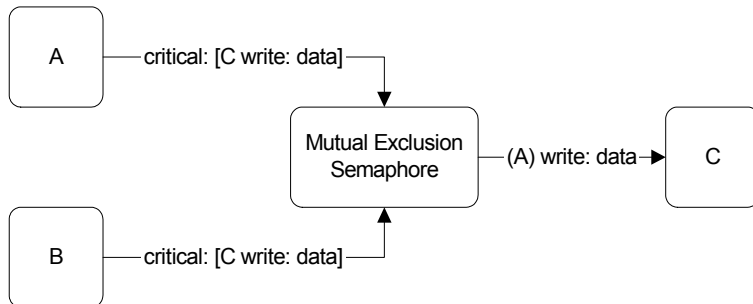 A
critical: [C write: data]
Mutual Exclusion
Semaphore
(A) write: data
C
B
critical: [C write: data]